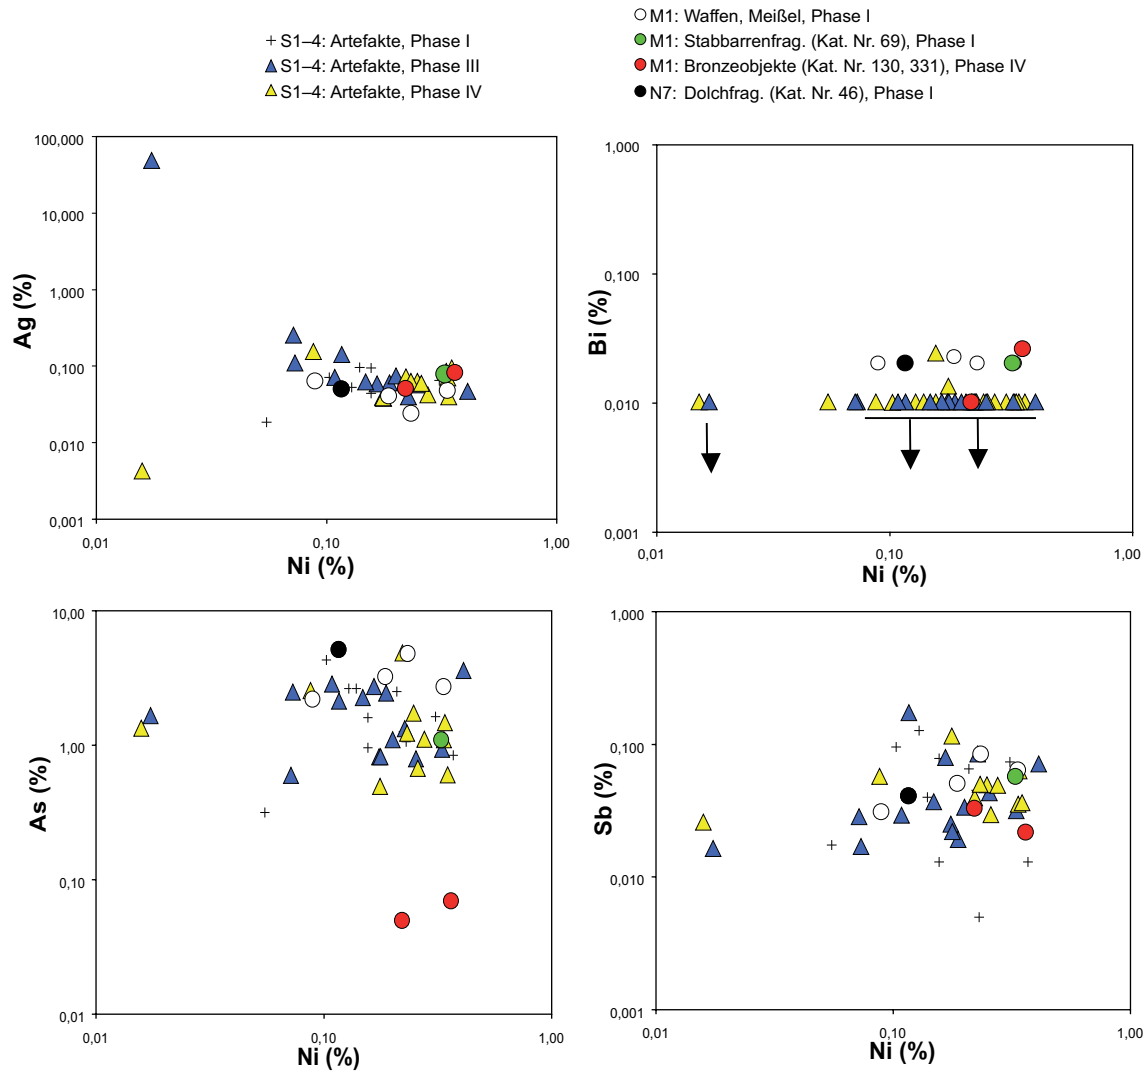 S1–4: Artefakte, Phase I
S1–4: Artefakte, Phase III
S1–4: Artefakte, Phase IV
M1: Waffen, Meißel, Phase I
M1: Stabbarrenfrag. (Kat. Nr. 69), Phase I
M1: Bronzeobjekte (Kat. Nr. 130, 331), Phase IV
N7: Dolchfrag. (Kat. Nr. 46), Phase I
Ag (%)
100,000
10,000
1,000
0,100
0,010
0,001
0,01
0,10
1,00
Ni (%)
Bi (%)
1,000
0,100
0,010
0,001
0,01
0,10
1,00
Ni (%)
As (%)
10,00
1,00
0,10
0,01
0,01
0,10
1,00
Ni (%)
Sb (%)
1,000
0,100
0,010
0,001
0,01
0,10
1,00
Ni (%)